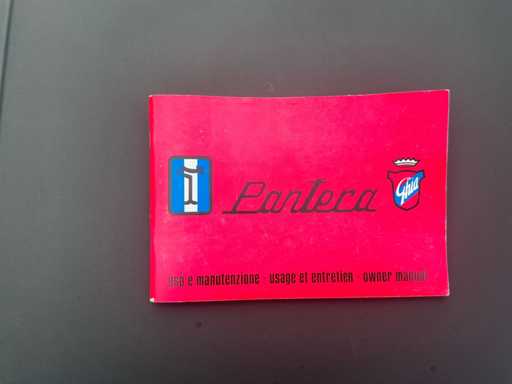 Pantera
Ghia
uso e manutenzione usage et entretien owner manual